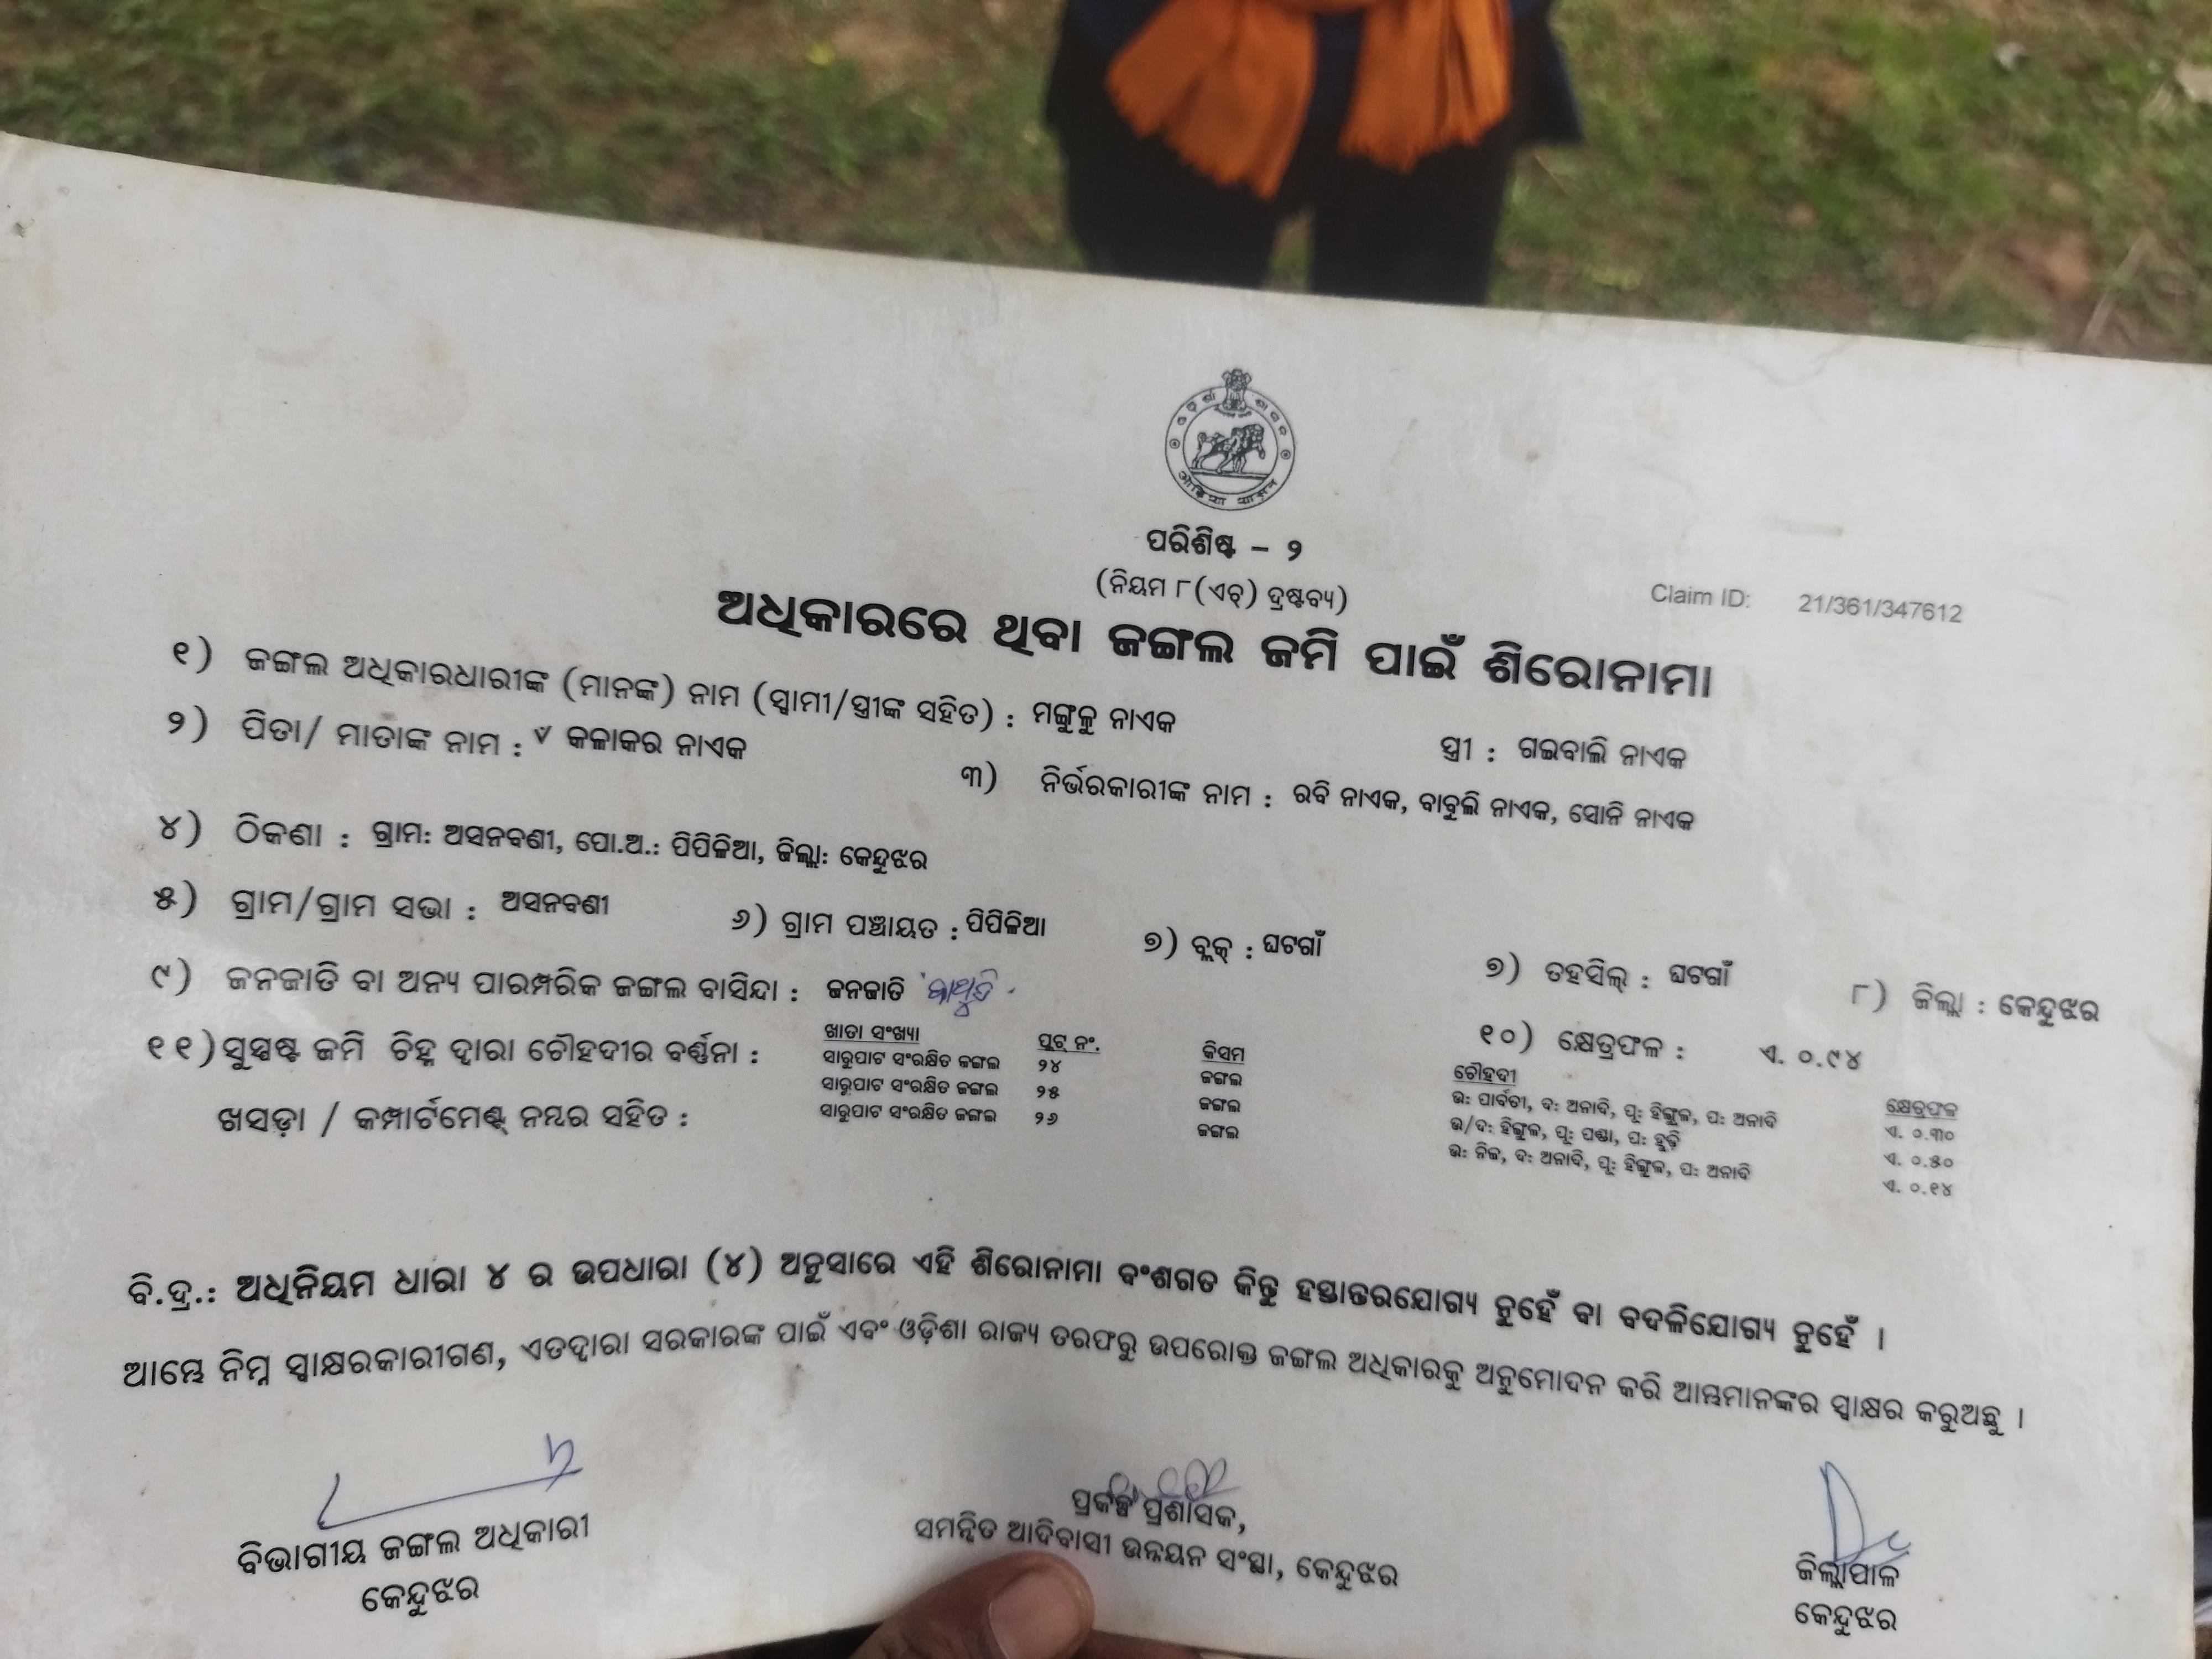 ଓଡ଼ିଶା ଶାସନ
ओड़िशा शासन
ପରିଶିଷ୍ଟ – ୨
(ନିୟମ ୮(ଏଚ୍) ଦ୍ରଷ୍ଟବ୍ୟ)
Claim ID: 21/361/347612
ଅଧିକାରରେ ଥିବା ଜଙ୍ଗଲ ଜମି ପାଇଁ ଶିରୋନାମା
୧) ଜଙ୍ଗଲ ଅଧିକାରଧାରୀଙ୍କ (ମାନଙ୍କ) ନାମ (ସ୍ୱାମୀ/ସ୍ତ୍ରୀଙ୍କ ସହିତ) : ମଙ୍ଗୁଳୁ ନାଏକ ସ୍ତ୍ରୀ : ଗଇବାଲି ନାଏକ
୨) ପିତା/ ମାତାଙ୍କ ନାମ : କଳାକର ନାଏକ ୩) ନିର୍ଭରକାରୀଙ୍କ ନାମ : ରବି ନାଏକ, ବାବୁଲି ନାଏକ, ସୋନି ନାଏକ
୪) ଠିକଣା : ଗ୍ରାମ: ଅସନବଣୀ, ପୋ.ଅ.: ପିପିଳିଆ, ଜିଲ୍ଲା: କେନ୍ଦୁଝର
୫) ଗ୍ରାମ/ଗ୍ରାମ ସଭା : ଅସନବଣୀ ୬) ଗ୍ରାମ ପଞ୍ଚାୟତ : ପିପିଳିଆ ୭) ବ୍ଲକ୍ : ଘଟଗାଁ ୭) ତହସିଲ୍ : ଘଟଗାଁ ୮) ଜିଲ୍ଲା : କେନ୍ଦୁଝର
୯) ଜନଜାତି ବା ଅନ୍ୟ ପାରମ୍ପରିକ ଜଙ୍ଗଲ ବାସିନ୍ଦା : ଜନଜାତି ବାଥୁଡ଼ି ୧୦) କ୍ଷେତ୍ରଫଳ : ଏ. ୦.୯୪
୧୧) ସୁସ୍ପଷ୍ଟ ଜମି ଚିହ୍ନ ଦ୍ୱାରା ଚୌହଦୀର ବର୍ଣ୍ଣନା :
ଖସଡ଼ା / କମ୍ପାର୍ଟମେଣ୍ଟ୍ ନମ୍ବର ସହିତ :
ଖାତା ସଂଖ୍ୟା ପ୍ଲଟ୍ ନଂ. କିସମ ଚୌହଦୀ କ୍ଷେତ୍ରଫଳ
ସାରୁପାଟ ସଂରକ୍ଷିତ ଜଙ୍ଗଲ ୨୪ ଜଙ୍ଗଲ ଉ: ପାର୍ବତୀ, ଦ: ଅନାଦି, ପୂ: ହିଙ୍ଗୁଳ, ପ: ଅନାଦି ଏ. ୦.୩୦
ସାରୁପାଟ ସଂରକ୍ଷିତ ଜଙ୍ଗଲ ୨୫ ଜଙ୍ଗଲ ଉ/ଦ: ହିଙ୍ଗୁଳ, ପୂ: ପଣ୍ଡା, ପ: ହୁଡ଼ି ଏ. ୦.୫୦
ସାରୁପାଟ ସଂରକ୍ଷିତ ଜଙ୍ଗଲ ୨୬ ଜଙ୍ଗଲ ଉ: ନିଜ, ଦ: ଅନାଦି, ପୂ: ହିଙ୍ଗୁଳ, ପ: ଅନାଦି ଏ. ୦.୧୪
ବି.ଦ୍ର.: ଅଧିନିୟମ ଧାରା ୪ ର ଉପଧାରା (୪) ଅନୁସାରେ ଏହି ଶିରୋନାମା ବଂଶଗତ କିନ୍ତୁ ହସ୍ତାନ୍ତରଯୋଗ୍ୟ ନୁହେଁ ବା ବଦଳିଯୋଗ୍ୟ ନୁହେଁ ।
ଆମ୍ଭେ ନିମ୍ନ ସ୍ୱାକ୍ଷରକାରୀଗଣ, ଏତଦ୍ୱାରା ସରକାରଙ୍କ ପାଇଁ ଏବଂ ଓଡ଼ିଶା ରାଜ୍ୟ ତରଫରୁ ଉପରୋକ୍ତ ଜଙ୍ଗଲ ଅଧିକାରକୁ ଅନୁମୋଦନ କରି ଆମ୍ଭମାନଙ୍କର ସ୍ୱାକ୍ଷର କରୁଅଛୁ ।
ବିଭାଗୀୟ ଜଙ୍ଗଲ ଅଧିକାରୀ
କେନ୍ଦୁଝର
ପ୍ରକଳ୍ପ ପ୍ରଶାସକ,
ସମନ୍ୱିତ ଆଦିବାସୀ ଉନ୍ନୟନ ସଂସ୍ଥା, କେନ୍ଦୁଝର
ଜିଲ୍ଲାପାଳ
କେନ୍ଦୁଝର